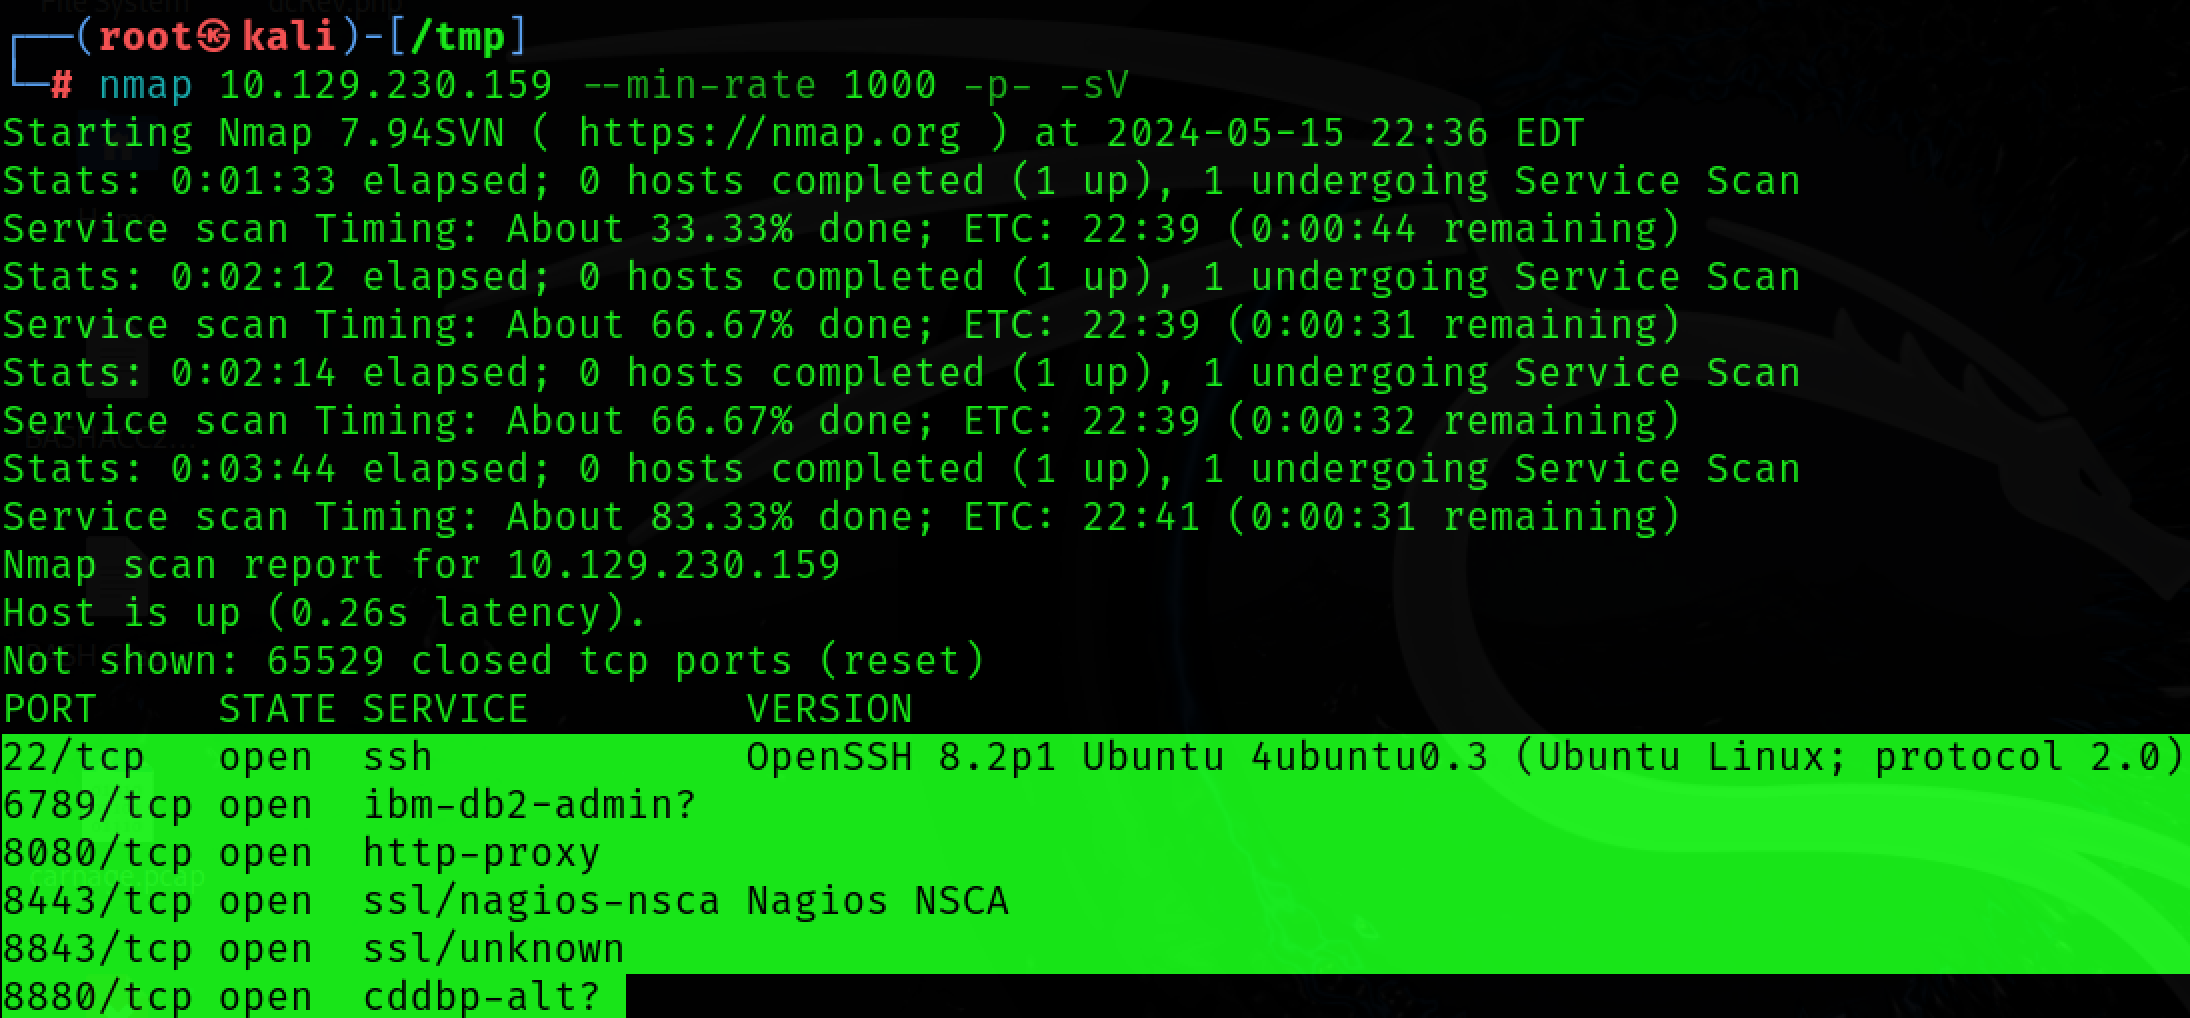 File System dcRev.php
┌──(root㉿kali)-[/tmp]
└─# nmap 10.129.230.159 --min-rate 1000 -p- -sV
Starting Nmap 7.94SVN ( https://nmap.org ) at 2024-05-15 22:36 EDT
Stats: 0:01:33 elapsed; 0 hosts completed (1 up), 1 undergoing Service Scan
Service scan Timing: About 33.33% done; ETC: 22:39 (0:00:44 remaining)
Stats: 0:02:12 elapsed; 0 hosts completed (1 up), 1 undergoing Service Scan
Service scan Timing: About 66.67% done; ETC: 22:39 (0:00:31 remaining)
Stats: 0:02:14 elapsed; 0 hosts completed (1 up), 1 undergoing Service Scan
Service scan Timing: About 66.67% done; ETC: 22:39 (0:00:32 remaining)
Stats: 0:03:44 elapsed; 0 hosts completed (1 up), 1 undergoing Service Scan
Service scan Timing: About 83.33% done; ETC: 22:41 (0:00:31 remaining)
Nmap scan report for 10.129.230.159
Host is up (0.26s latency).
Not shown: 65529 closed tcp ports (reset)
PORT     STATE SERVICE         VERSION
22/tcp   open  ssh             OpenSSH 8.2p1 Ubuntu 4ubuntu0.3 (Ubuntu Linux; protocol 2.0)
6789/tcp open  ibm-db2-admin?
8080/tcp open  http-proxy
carnage.pcap
8443/tcp open  ssl/nagios-nsca Nagios NSCA
8843/tcp open  ssl/unknown
8880/tcp open  cddbp-alt?